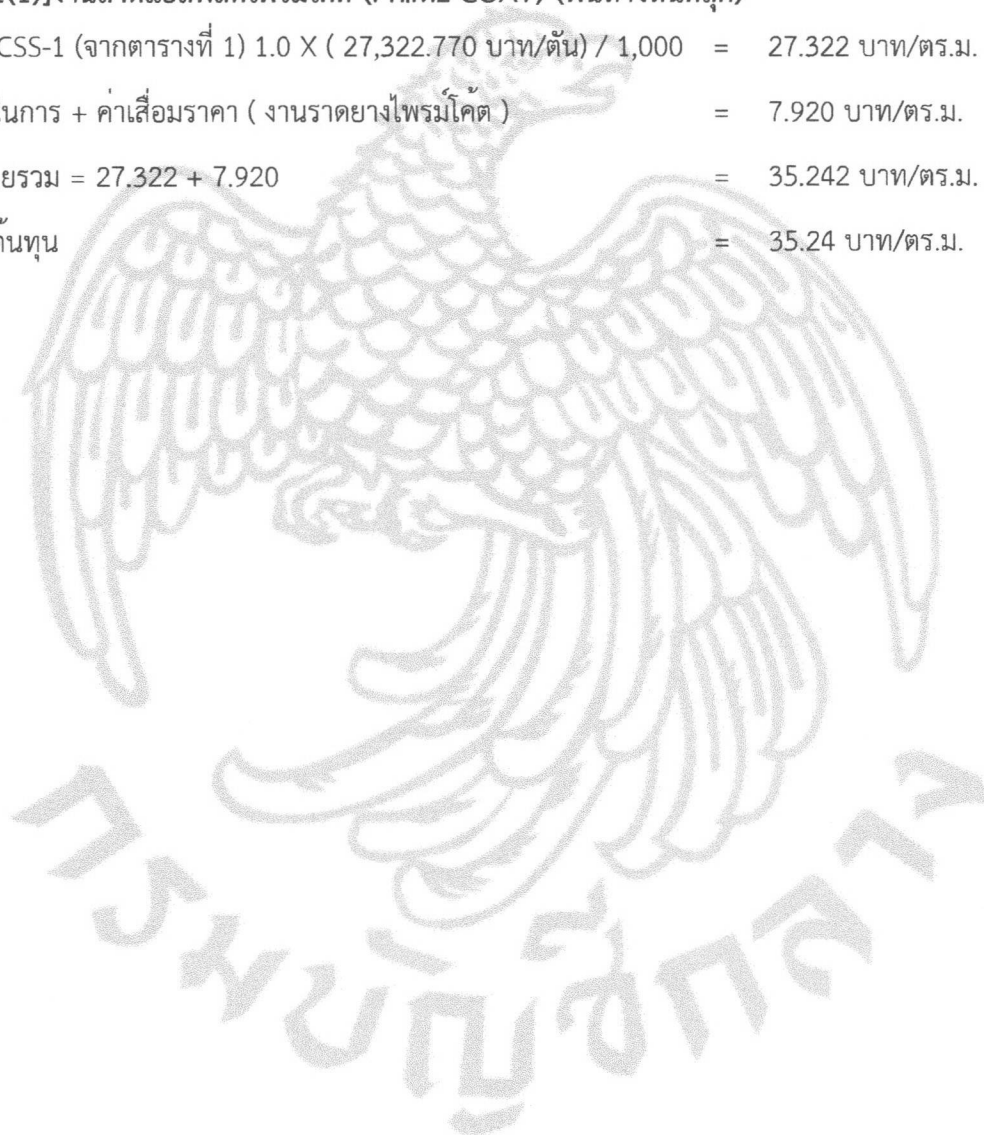 CSS-1 (จากตารางที่ 1) 1.0 X ( 27,322.770 บาท/ตัน) / 1,000 = 27.322 บาท/ตร.ม.
นการ + ค่าเสื่อมราคา ( งานราดยางไพรม์โค้ต ) = 7.920 บาท/ตร.ม.
ยรวม = 27.322 + 7.920 = 35.242 บาท/ตร.ม.
้นทุน = 35.24 บาท/ตร.ม.
กรมบัญชีกลาง